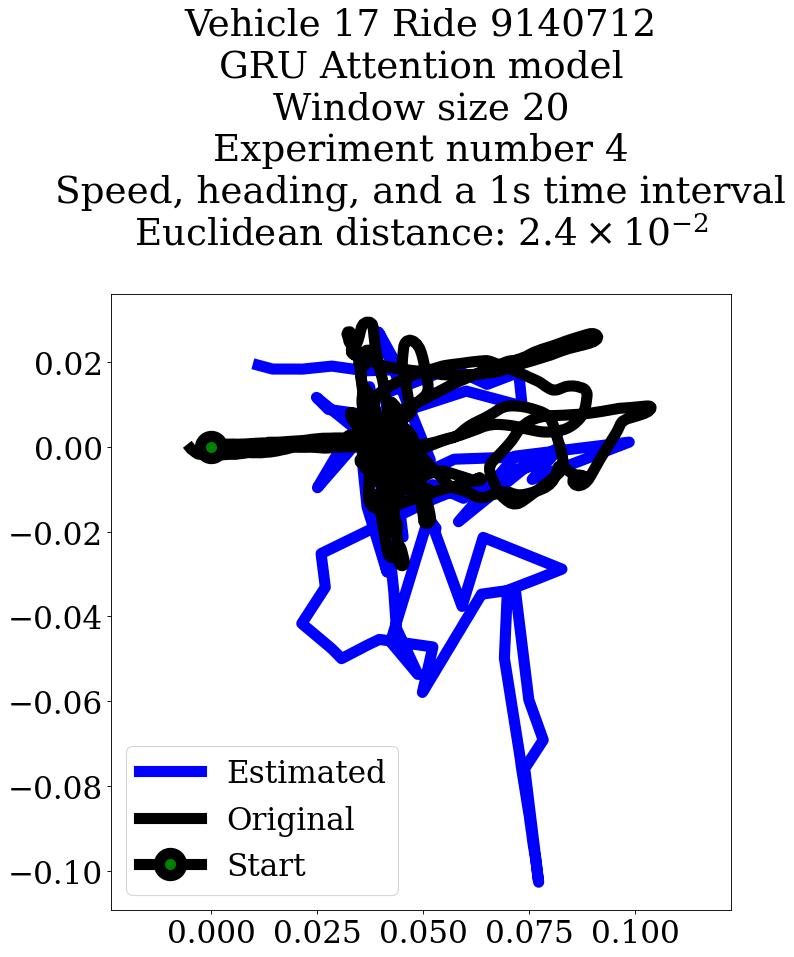 Vehicle 17 Ride 9140712
GRU Attention model
Window size 20
Experiment number 4
Speed, heading, and a 1s time interval
Euclidean distance: 2.4 × 10⁻²
0.02
0.00
−0.02
−0.04
−0.06
−0.08
−0.10
Estimated
Original
Start
0.000 0.025 0.050 0.075 0.100